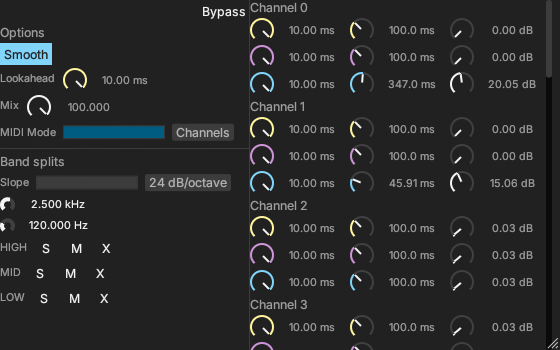 Bypass
Options
Smooth
Lookahead 10.00 ms
Mix 100.000
MIDI Mode Channels
Band splits
Slope 24 dB/octave
2.500 kHz
120.000 Hz
HIGH S M X
MID S M X
LOW S M X
Channel 0
10.00 ms 100.0 ms 0.00 dB
10.00 ms 100.0 ms 0.00 dB
10.00 ms 347.0 ms 20.05 dB
Channel 1
10.00 ms 100.0 ms 0.00 dB
10.00 ms 100.0 ms 0.00 dB
10.00 ms 45.91 ms 15.06 dB
Channel 2
10.00 ms 100.0 ms 0.03 dB
10.00 ms 100.0 ms 0.03 dB
10.00 ms 100.0 ms 0.03 dB
Channel 3
10.00 ms 100.0 ms 0.03 dB